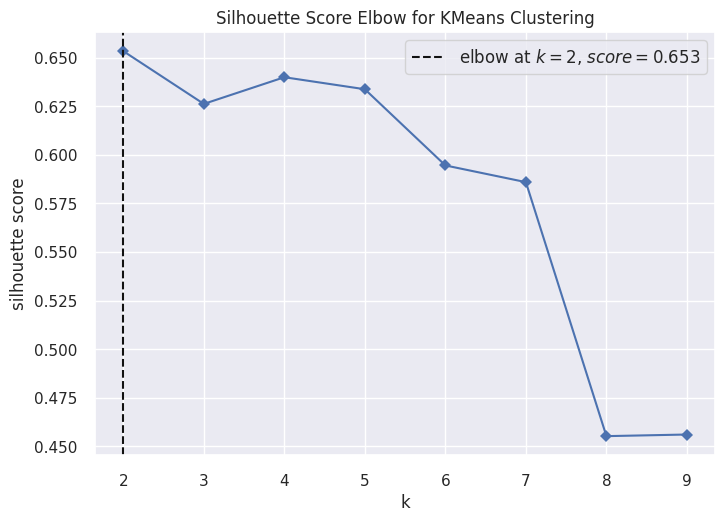 Silhouette Score Elbow for KMeans Clustering
elbow at k = 2, score = 0.653
silhouette score
0.650
0.625
0.600
0.575
0.550
0.525
0.500
0.475
0.450
2 3 4 5 6 7 8 9
k